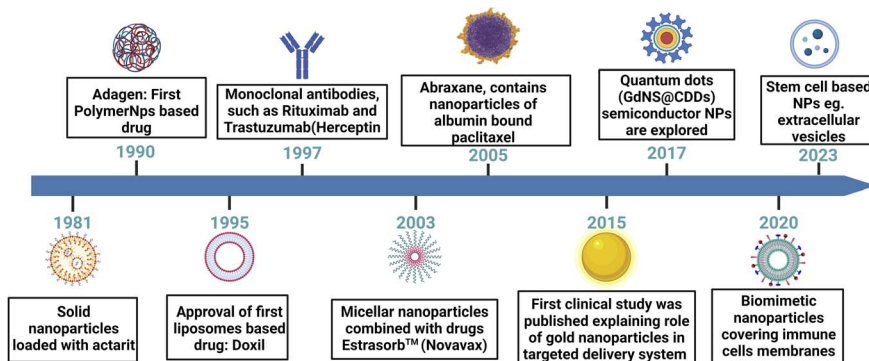 Adagen: First
PolymerNps based
drug
1990
Monoclonal antibodies,
such as Rituximab and
Trastuzumab(Herceptin
1997
Abraxane, contains
nanoparticles of
albumin bound
paclitaxel
2005
Quantum dots
(GdNS@CDDs)
semiconductor NPs
are explored
2017
Stem cell based
NPs eg.
extracellular
vesicles
2023
1981
Solid
nanoparticles
loaded with actarit
1995
Approval of first
liposomes based
drug: Doxil
2003
Micellar nanoparticles
combined with drugs
Estrasorb™ (Novavax)
2015
First clinical study was
published explaining role
of gold nanoparticles in
targeted delivery system
2020
Biomimetic
nanoparticles
covering immune
cells membranes